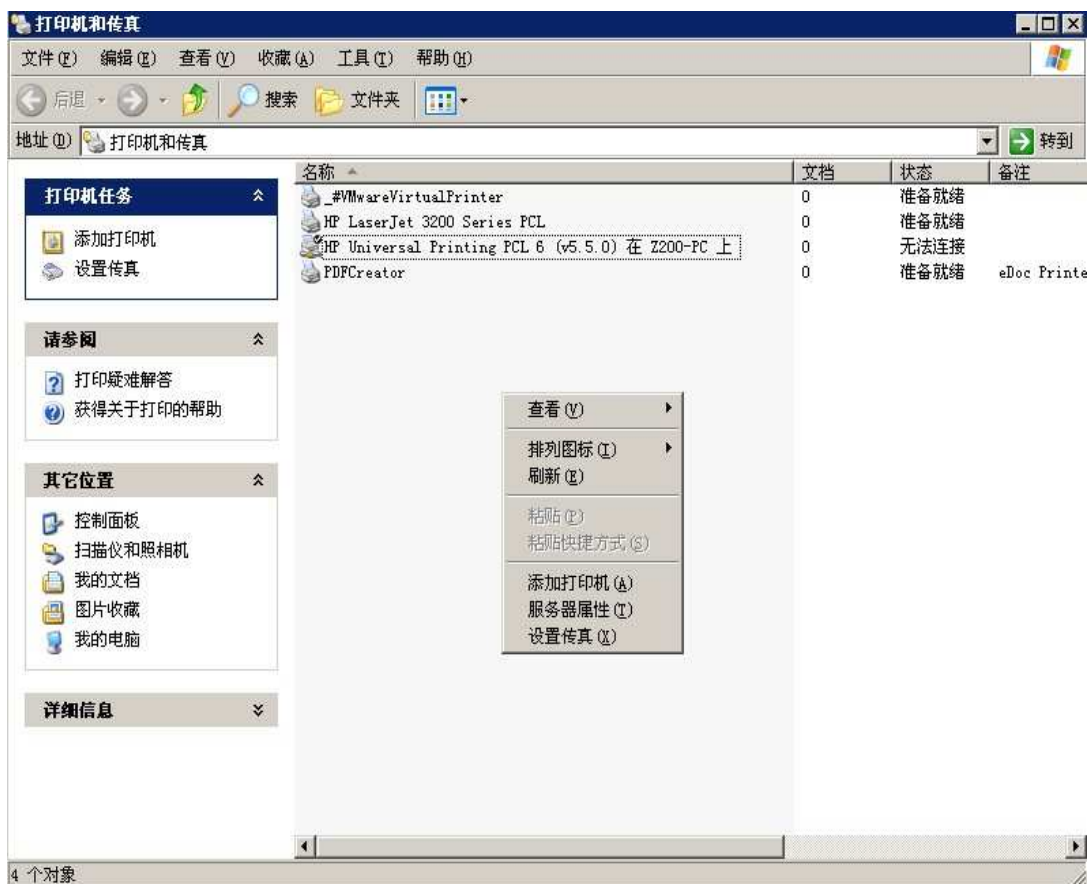 打印机和传真
文件(F) 编辑(E) 查看(V) 收藏(A) 工具(T) 帮助(H)
后退 搜索 文件夹
地址(D) 打印机和传真 转到
打印机任务
添加打印机
设置传真
请参阅
打印疑难解答
获得关于打印的帮助
其它位置
控制面板
扫描仪和照相机
我的文档
图片收藏
我的电脑
详细信息
名称 文档 状态 备注
_#VMwareVirtualPrinter 0 准备就绪
HP LaserJet 3200 Series PCL 0 准备就绪
HP Universal Printing PCL 6 (v5.5.0) 在 Z200-PC 上 0 无法连接
PDFCreator 0 准备就绪 eDoc Printe
查看(V)
排列图标(I)
刷新(E)
粘贴(P)
粘贴快捷方式(S)
添加打印机(A)
服务器属性(T)
设置传真(X)
4 个对象